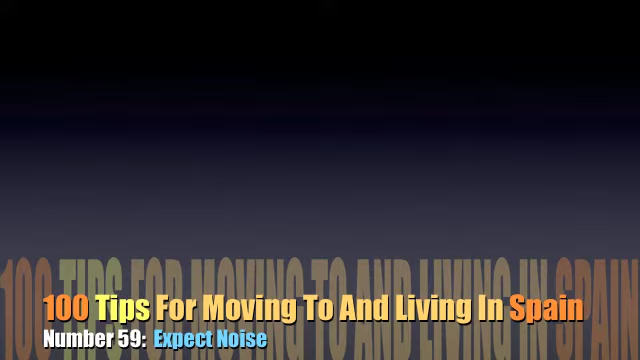 100 TIPS FOR MOVING TO AND LIVING IN SPAIN
100 Tips For Moving To And Living In Spain
Number 59: Expect Noise